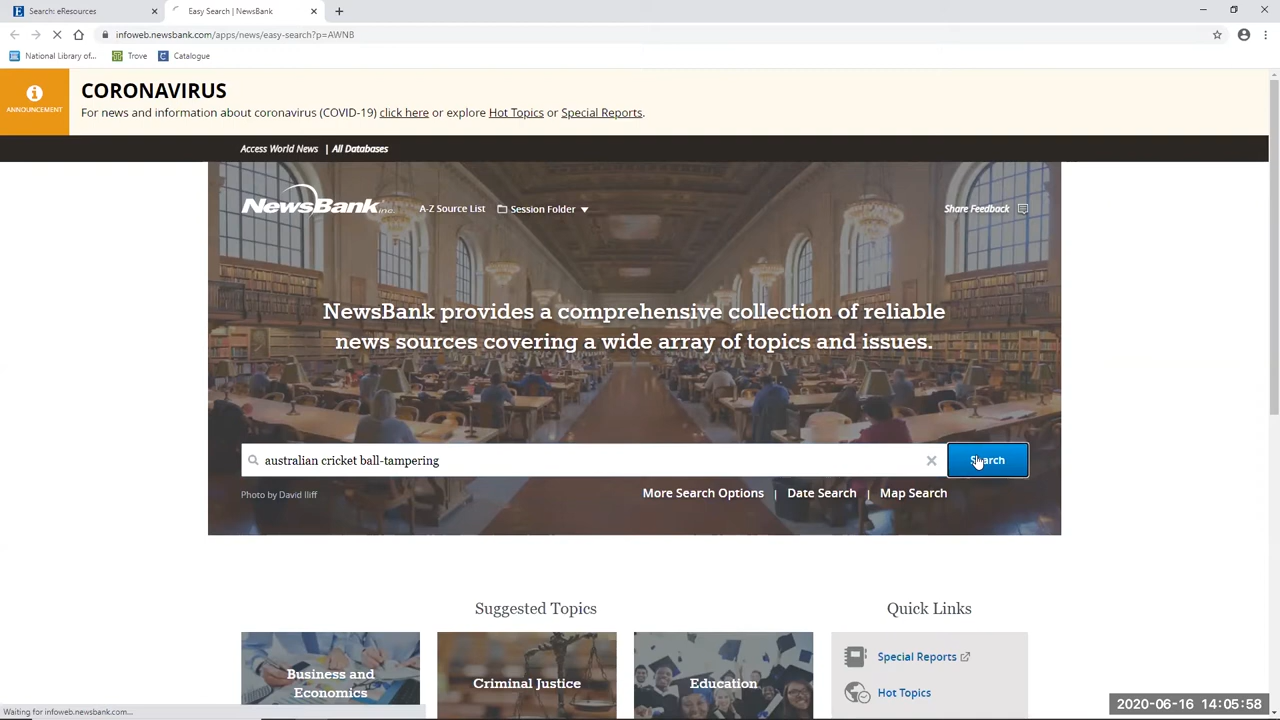 Search: eResources
Easy Search | NewsBank
infoweb.newsbank.com/apps/news/easy-search?p=AWNB
National Library of...
Trove
Catalogue
ANNOUNCEMENT
CORONAVIRUS
For news and information about coronavirus (COVID-19) click here or explore Hot Topics or Special Reports.
Access World News | All Databases
NewsBank inc.
A-Z Source List
Session Folder
Share Feedback
NewsBank provides a comprehensive collection of reliable
news sources covering a wide array of topics and issues.
australian cricket ball-tampering
Search
Photo by David Iliff
More Search Options | Date Search | Map Search
Suggested Topics
Quick Links
Business and
Economics
Criminal Justice
Education
Special Reports
Hot Topics
2020-06-16 14:05:58
Waiting for infoweb.newsbank.com...